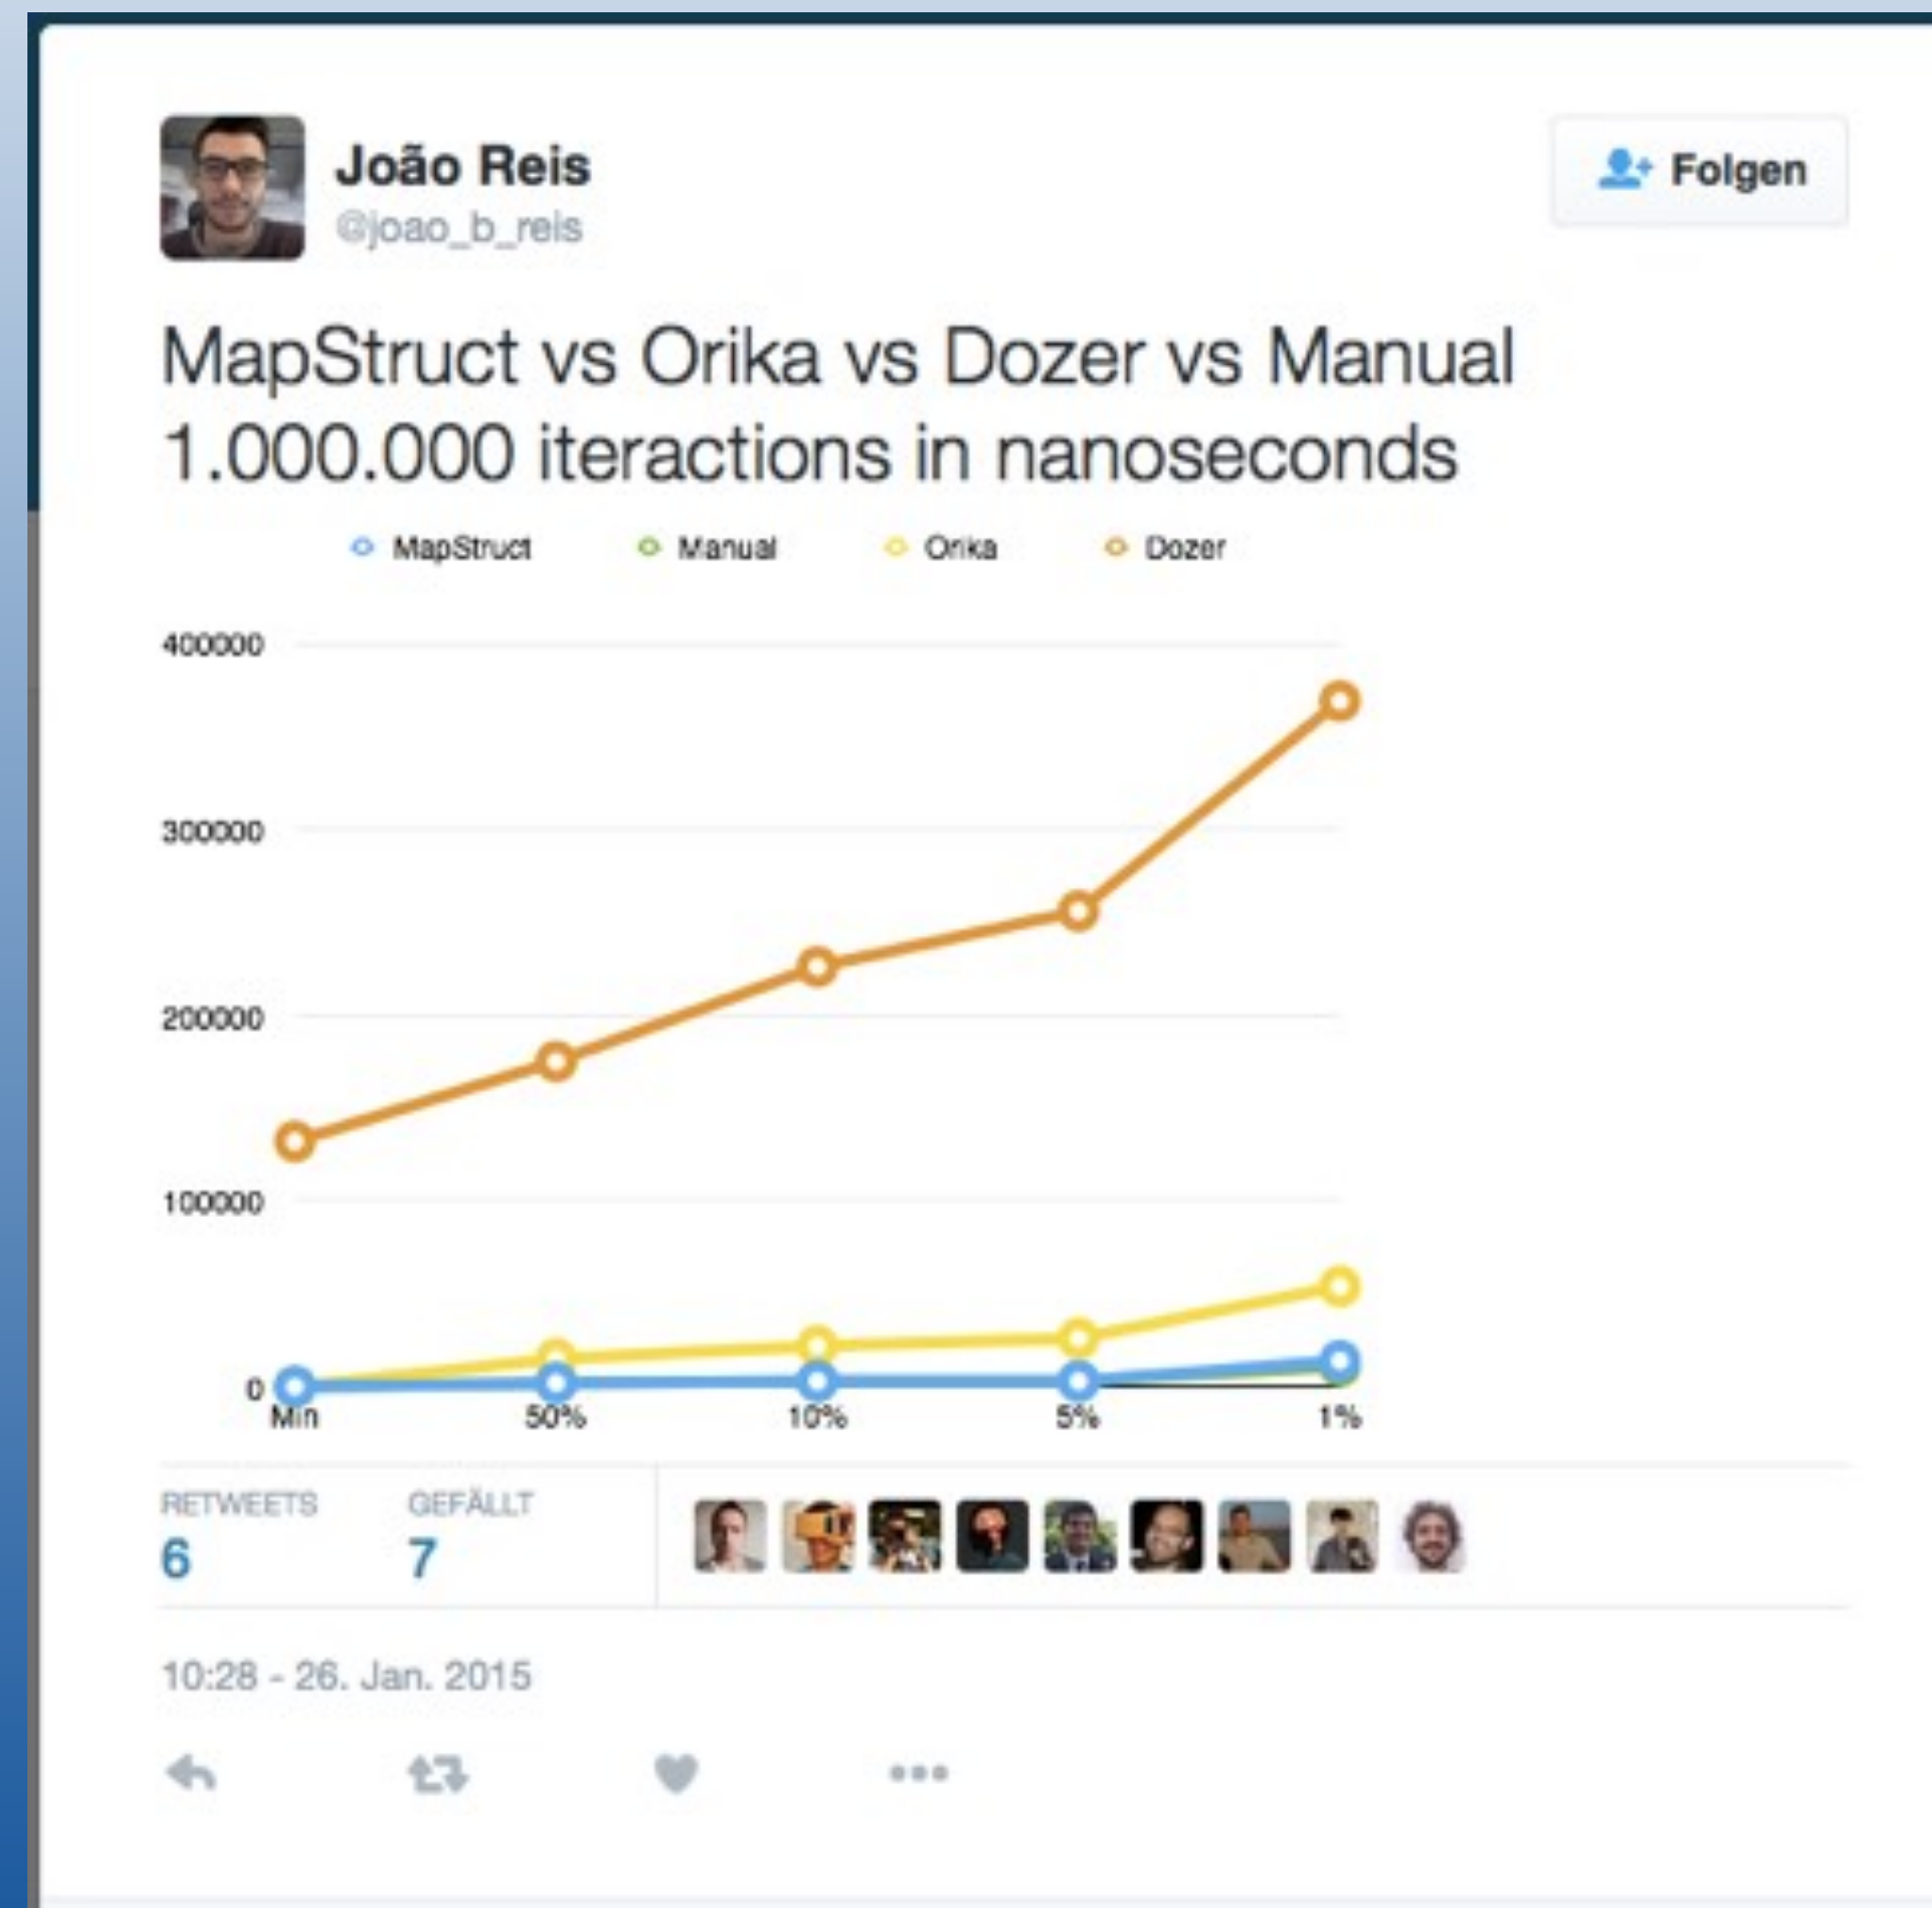 João Reis
@joao_b_reis
Folgen
MapStruct vs Orika vs Dozer vs Manual
1.000.000 iteractions in nanoseconds
MapStruct Manual Orika Dozer
400000
300000
200000
100000
0
Min 50% 10% 5% 1%
RETWEETS GEFÄLLT
6 7
10:28 - 26. Jan. 2015